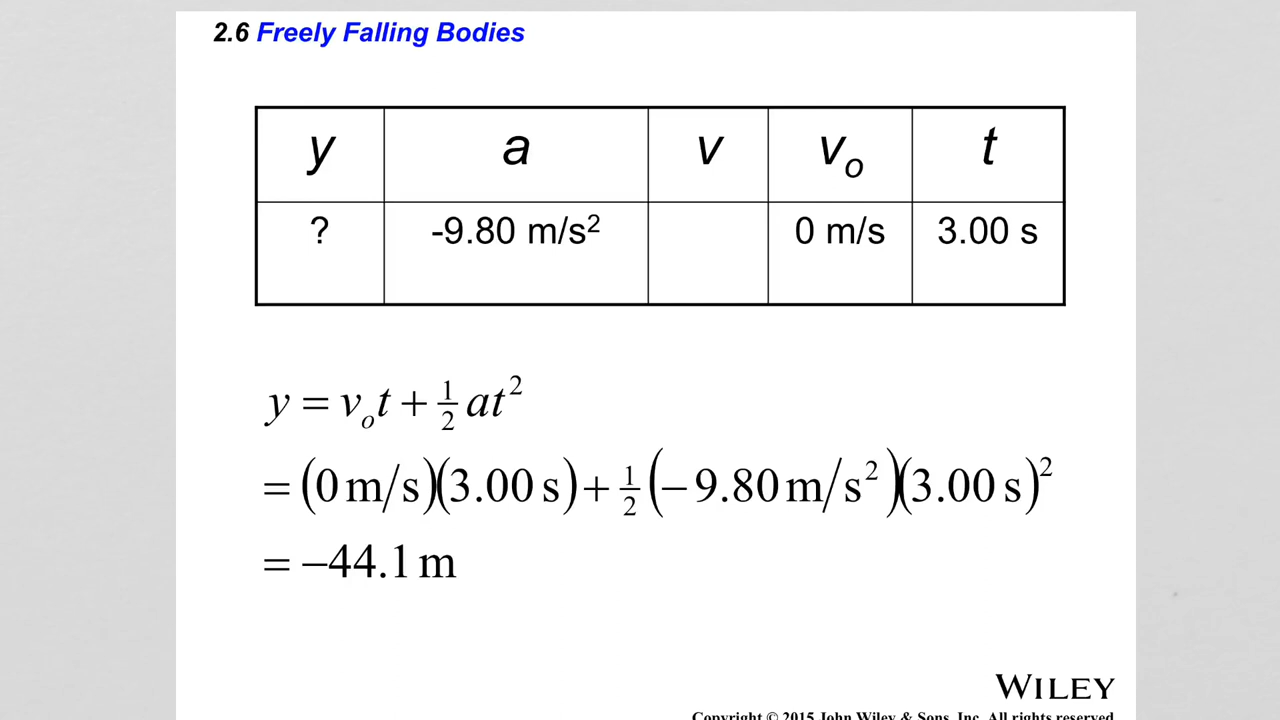 2.6 Freely Falling Bodies
y a v vₒ t
? -9.80 m/s² 0 m/s 3.00 s
y = vₒt + ½ at²
= (0 m/s)(3.00 s) + ½ (−9.80 m/s²)(3.00 s)²
= −44.1 m
WILEY
Copyright © 2015 John Wiley & Sons, Inc. All rights reserved